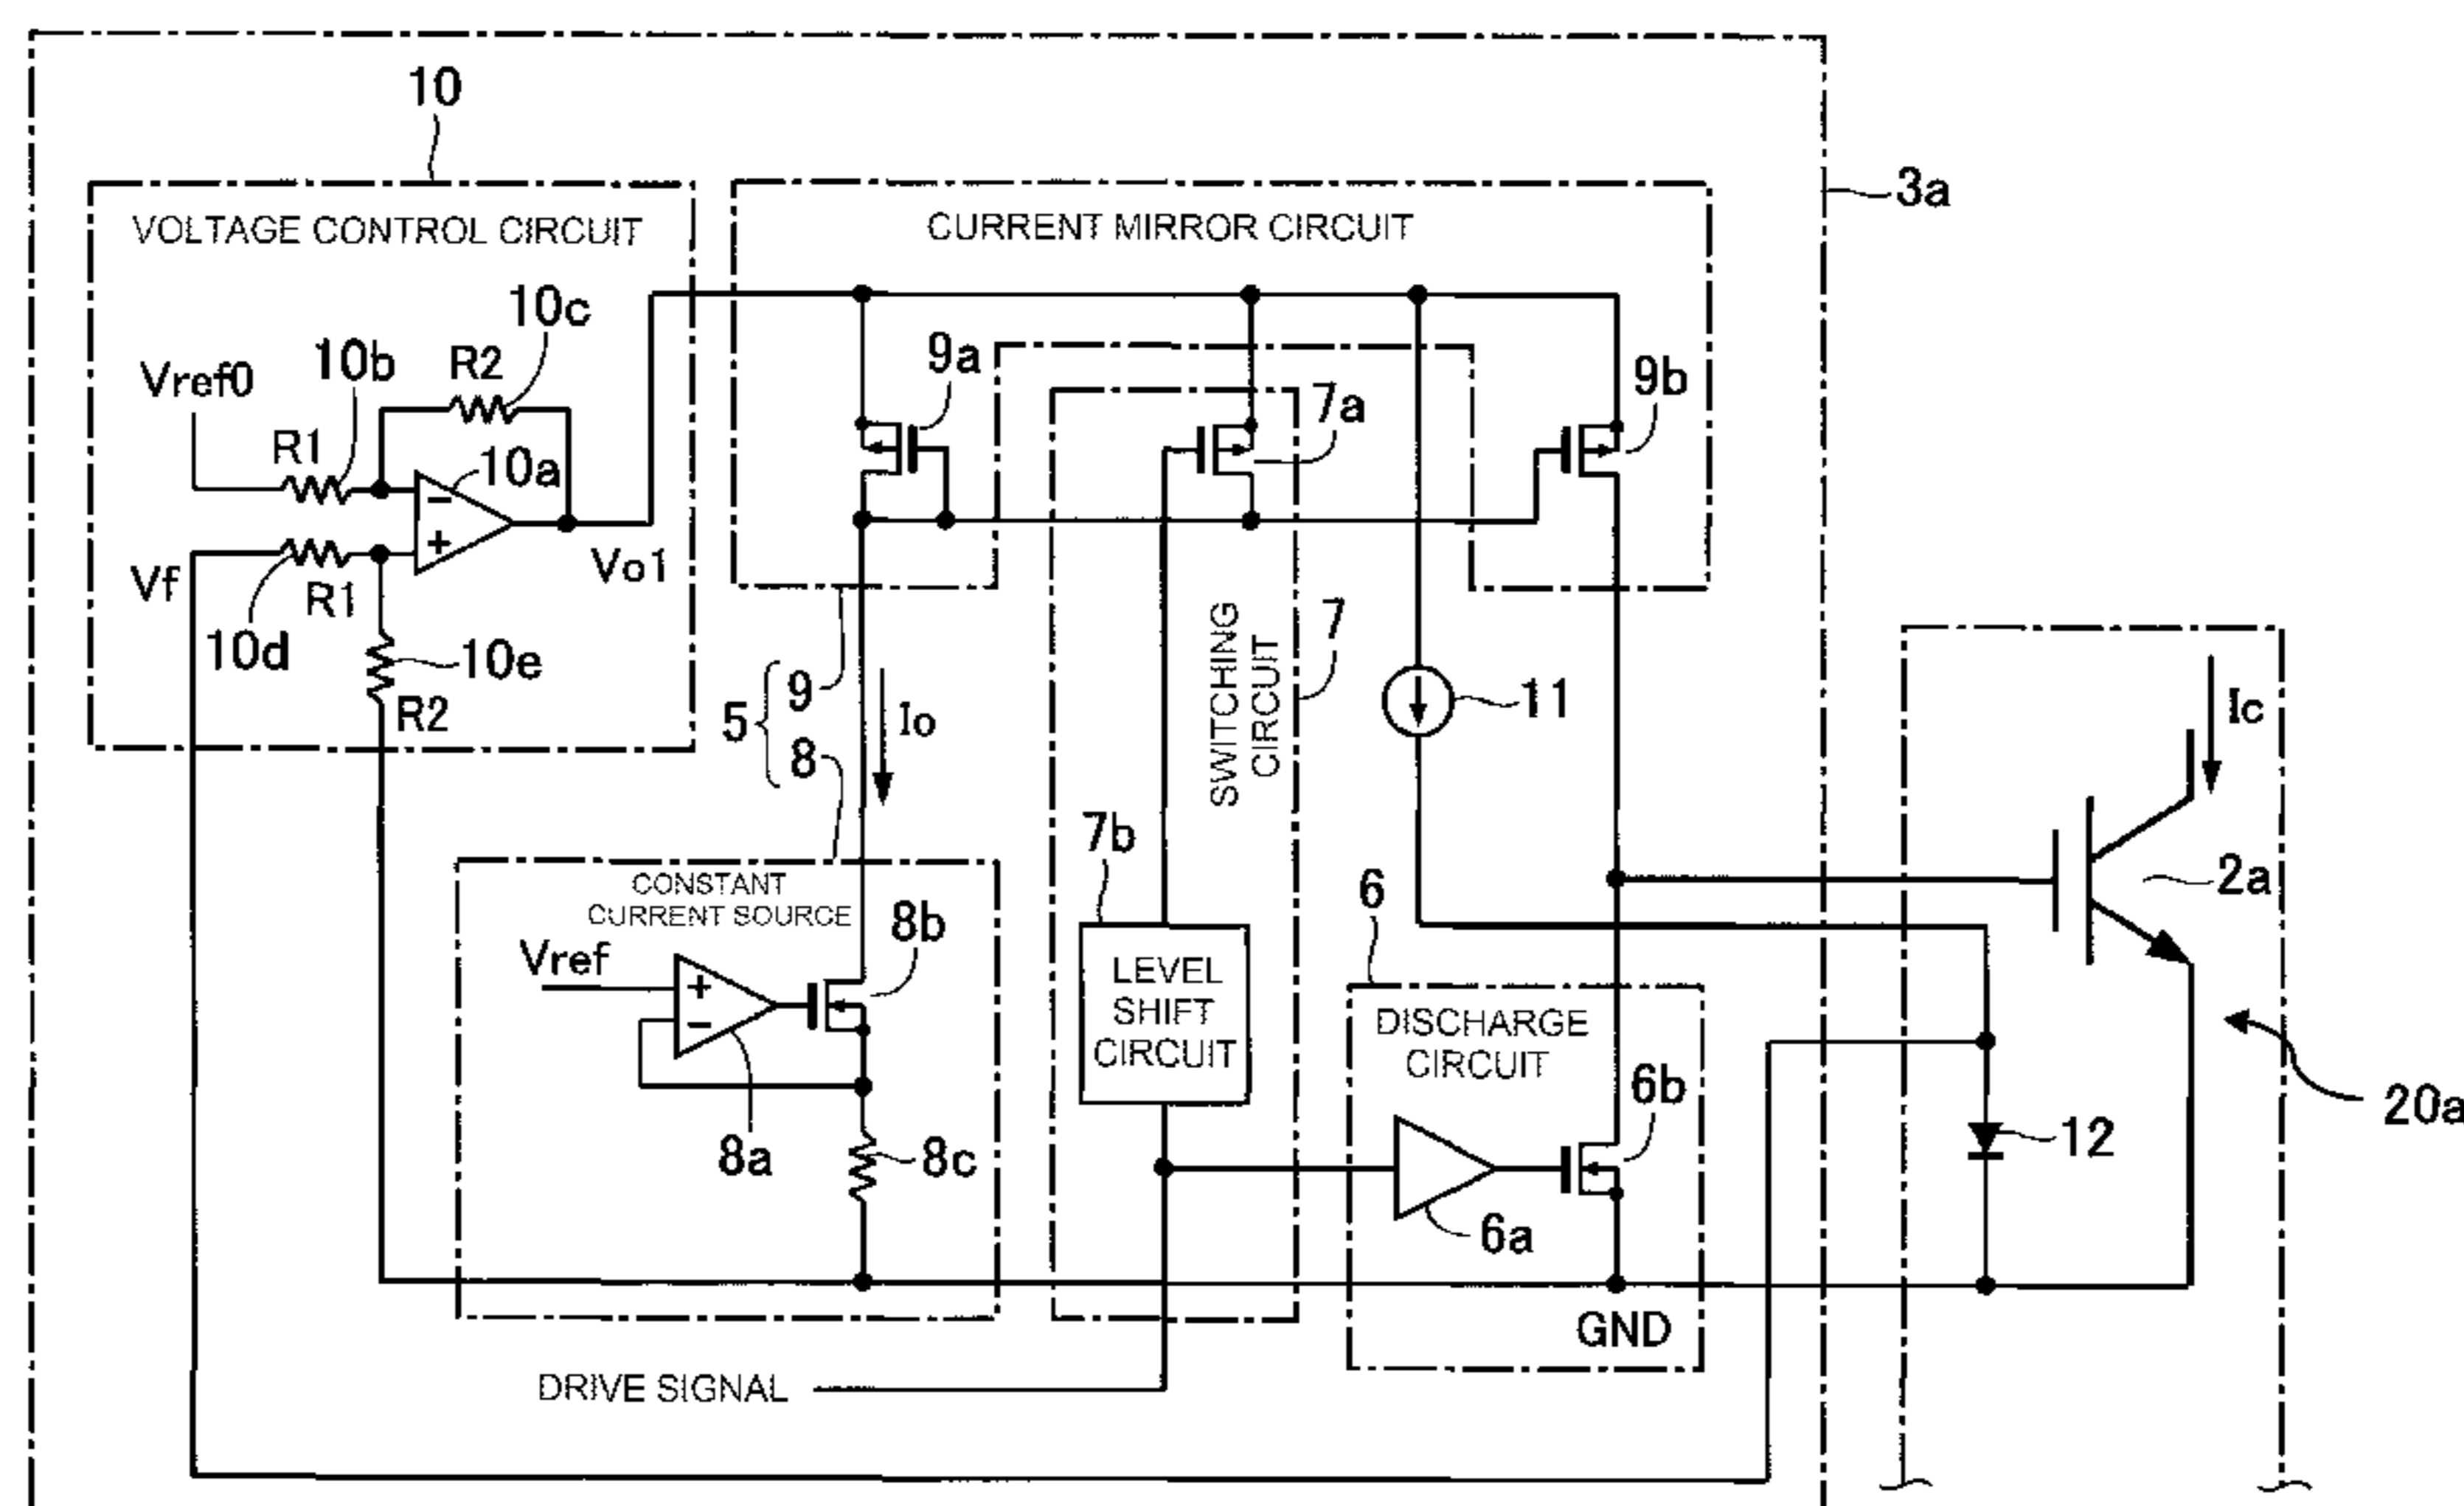 10
3a
VOLTAGE CONTROL CIRCUIT
CURRENT MIRROR CIRCUIT
10c
10b
R2
9a
Vref0
7a
9b
R1
10a
Vf
R1
Vo1
10d
10e
R2
5
9
8
Io
SWITCHING
CIRCUIT
7
11
Ic
7b
6
2a
CONSTANT
CURRENT SOURCE
8b
Vref
LEVEL
SHIFT
CIRCUIT
DISCHARGE
CIRCUIT
6b
20a
12
8a
8c
6a
GND
DRIVE SIGNAL
+
−
−
+